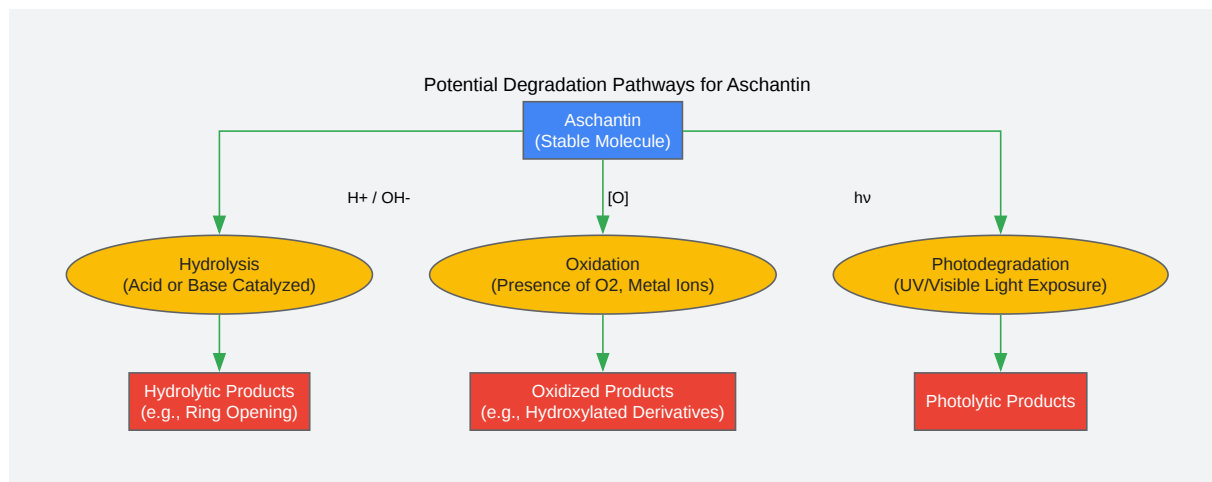 Potential Degradation Pathways for Aschantin
Aschantin
(Stable Molecule)
H+ / OH-
[O]
hν
Hydrolysis
(Acid or Base Catalyzed)
Oxidation
(Presence of O2, Metal Ions)
Photodegradation
(UV/Visible Light Exposure)
Hydrolytic Products
(e.g., Ring Opening)
Oxidized Products
(e.g., Hydroxylated Derivatives)
Photolytic Products